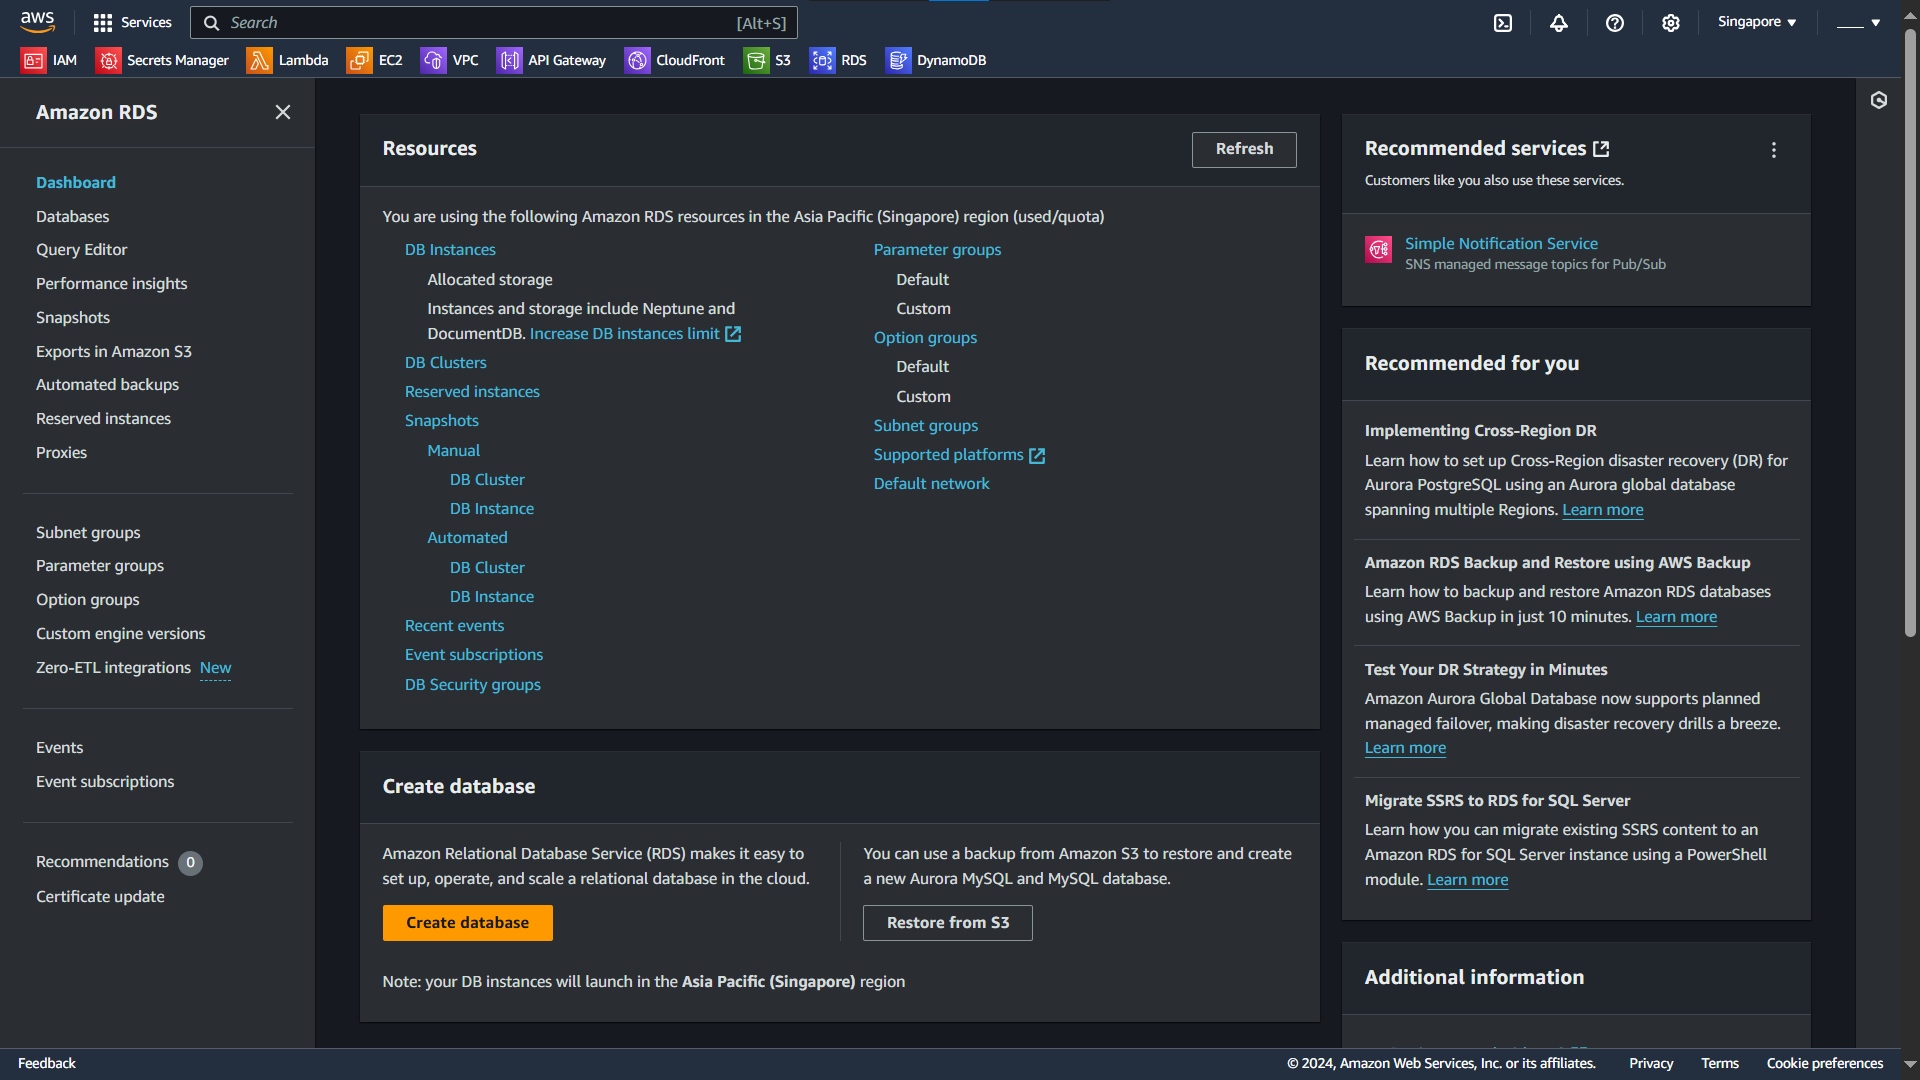 aws
Services
Search
[Alt+S]
Singapore
IAM
Secrets Manager
Lambda
EC2
VPC
API Gateway
CloudFront
S3
RDS
DynamoDB
Amazon RDS
Dashboard
Databases
Query Editor
Performance insights
Snapshots
Exports in Amazon S3
Automated backups
Reserved instances
Proxies
Subnet groups
Parameter groups
Option groups
Custom engine versions
Zero-ETL integrations New
Events
Event subscriptions
Recommendations 0
Certificate update
Resources
Refresh
You are using the following Amazon RDS resources in the Asia Pacific (Singapore) region (used/quota)
DB Instances
Allocated storage
Instances and storage include Neptune and
DocumentDB. Increase DB instances limit
DB Clusters
Reserved instances
Snapshots
Manual
DB Cluster
DB Instance
Automated
DB Cluster
DB Instance
Recent events
Event subscriptions
DB Security groups
Parameter groups
Default
Custom
Option groups
Default
Custom
Subnet groups
Supported platforms
Default network
Create database
Amazon Relational Database Service (RDS) makes it easy to
set up, operate, and scale a relational database in the cloud.
Create database
You can use a backup from Amazon S3 to restore and create
a new Aurora MySQL and MySQL database.
Restore from S3
Note: your DB instances will launch in the Asia Pacific (Singapore) region
Recommended services
Customers like you also use these services.
Simple Notification Service
SNS managed message topics for Pub/Sub
Recommended for you
Implementing Cross-Region DR
Learn how to set up Cross-Region disaster recovery (DR) for
Aurora PostgreSQL using an Aurora global database
spanning multiple Regions. Learn more
Amazon RDS Backup and Restore using AWS Backup
Learn how to backup and restore Amazon RDS databases
using AWS Backup in just 10 minutes. Learn more
Test Your DR Strategy in Minutes
Amazon Aurora Global Database now supports planned
managed failover, making disaster recovery drills a breeze.
Learn more
Migrate SSRS to RDS for SQL Server
Learn how you can migrate existing SSRS content to an
Amazon RDS for SQL Server instance using a PowerShell
module. Learn more
Additional information
Feedback
© 2024, Amazon Web Services, Inc. or its affiliates.
Privacy
Terms
Cookie preferences